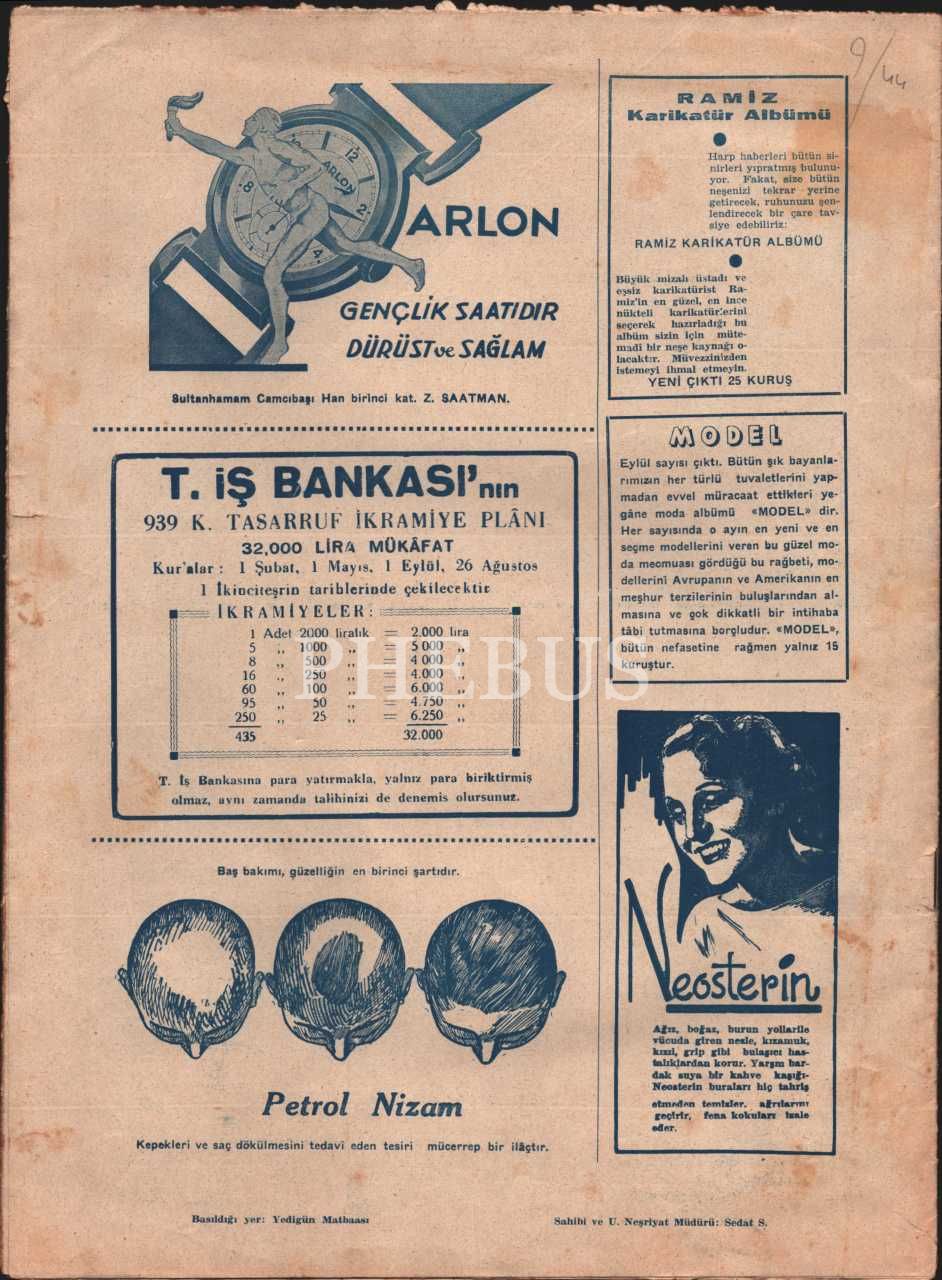 9/44
12
ARLON
2
4
8
ARLON
GENÇLİK SAATIDIR
DÜRÜST ve SAĞLAM
Sultanhamam Camcıbaşı Han birinci kat. Z. SAATMAN.
T. İŞ BANKASI'nın
939 K. TASARRUF İKRAMİYE PLÂNI
32,000 LİRA MÜKÂFAT
Kur'alar : 1 Şubat, 1 Mayıs, 1 Eylül, 26 Ağustos
1 İkinciteşrin tariblerinde çekilecektir
İKRAMİYELER :
1 Adet 2000 liralık = 2.000 lira
5 ,, 1000 ,, = 5 000 ,,
8 ,, 500 ,, = 4 000 ,,
16 ,, 250 ,, = 4.000 ,,
60 ,, 100 ,, = 6.000 ,,
95 ,, 50 ,, = 4.750 ,,
250 ,, 25 ,, = 6.250 ,,
435 32.000
T. İş Bankasına para yatırmakla, yalnız para biriktirmiş
olmaz, aynı zamanda talihinizi de denemis olursunuz.
PHEBUS
Baş bakımı, güzelliğin en birinci şartıdır.
Petrol Nizam
Kepekleri ve saç dökülmesini tedavi eden tesiri mücerrep bir ilâçtır.
RAMİZ
Karikatür Albümü
Harp haberleri bütün si-
nirleri yıpratmış bulunu-
yor. Fakat, size bütün
neşenizi tekrar yerine
getirecek, ruhunuzu şen-
lendirecek bir çare tav-
siye edebiliriz:
RAMİZ KARİKATÜR ALBÜMÜ
Büyük mizah üstadı ve
eşsiz karikatürist Ra-
miz'in en güzel, en ince
nükteli karikatürlerini
seçerek hazırladığı bu
albüm sizin için müte-
madi bir neşe kaynağı o-
lacaktır. Müvezzinizden
istemeyi ihmal etmeyin.
YENİ ÇIKTI 25 KURUŞ
MODEL
Eylül sayısı çıktı. Bütün şık bayanla-
rımızın her türlü tuvaletlerini yap-
madan evvel müracaat ettikleri ye-
gâne moda albümü «MODEL» dir.
Her sayısında o ayın en yeni ve en
seçme modellerini veren bu güzel mo-
da mecmuası gördüğü bu rağbeti, mo-
dellerini Avrupanın ve Amerikanın en
meşhur terzilerinin buluşlarından al-
masına ve çok dikkatli bir intihaba
tâbi tutmasına borçludur. «MODEL»,
bütün nefasetine rağmen yalnız 15
kuruştur.
Neosterin
Ağız, boğaz, burun yollarile
vücuda giren nezle, kızamuk,
kızıl, grip gibi bulaşıcı has-
talıklardan korur. Yarım bar-
dak suya bir kahve kaşığı
Neosterin buraları hiç tahriş
etmeden temizler, ağrılarını
geçirir, fena kokuları izale
eder.
Basıldığı yer: Yedigün Matbaası
Sahibi ve U. Neşriyat Müdürü: Sedat S.